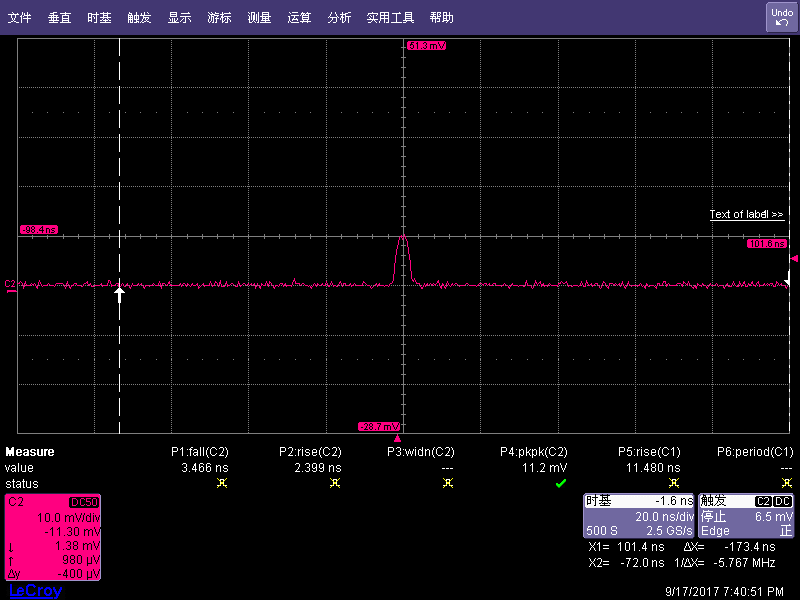 文件 垂直 时基 触发 显示 游标 测量 运算 分析 实用工具 帮助 Undo
51.3 mV
Text of label >>
-98.4 ns
101.6 ns
C2
-28.7 mV
Measure P1:fall(C2) P2:rise(C2) P3:widn(C2) P4:pkpk(C2) P5:rise(C1) P6:period(C1)
value 3.466 ns 2.399 ns --- 11.2 mV 11.480 ns ---
status
C2 DC50
10.0 mV/div
-11.30 mV
↓ 1.38 mV
↑ 980 µV
Δy -400 µV
时基 -1.6 ns
20.0 ns/div
500 S 2.5 GS/s
触发 C2 DC
停止 6.5 mV
Edge 正
X1= 101.4 ns ΔX= -173.4 ns
X2= -72.0 ns 1/ΔX= -5.767 MHz
LeCroy
9/17/2017 7:40:51 PM